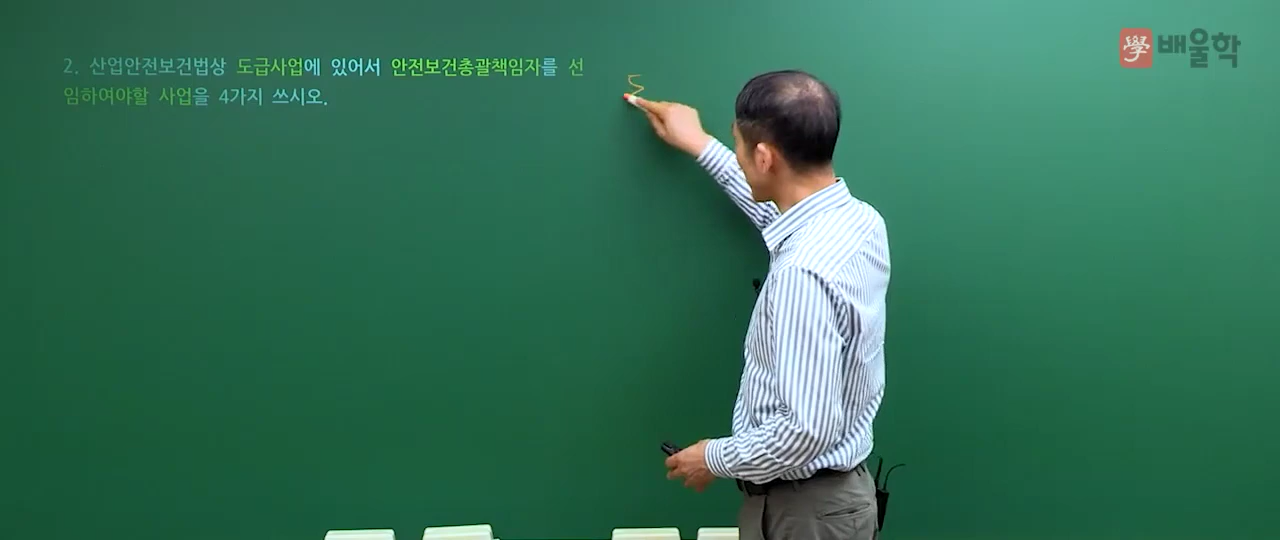 學 배울학
2. 산업안전보건법상 도급사업에 있어서 안전보건총괄책임자를 선
임하여야할 사업을 4가지 쓰시오.